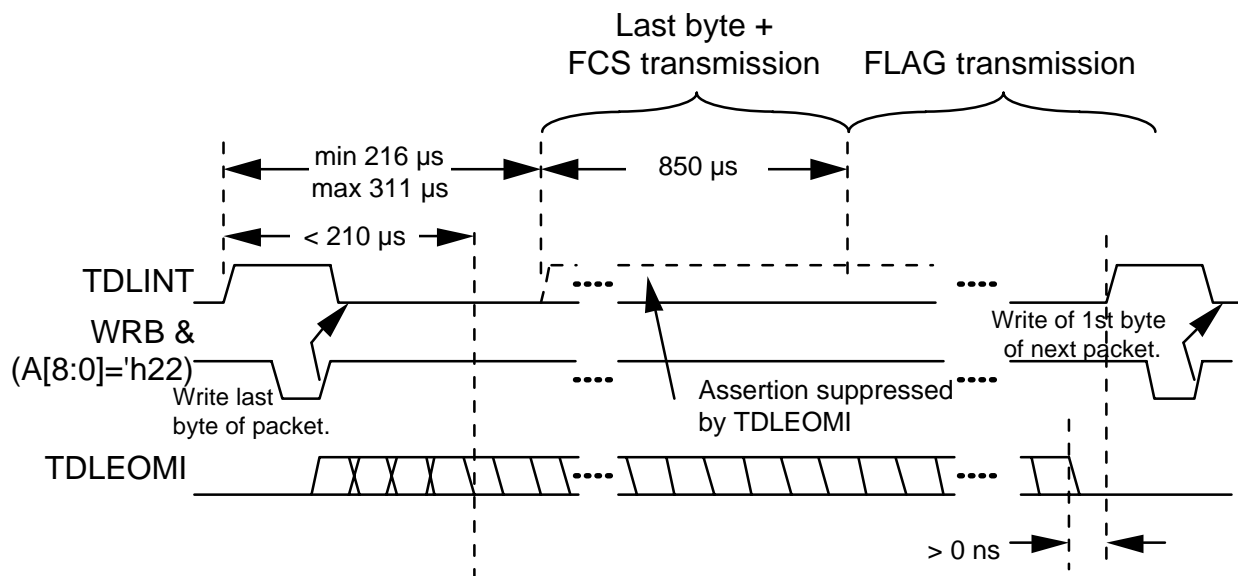 Last byte +
FCS transmission
FLAG transmission
min 216 µs
max 311 µs
850 µs
< 210 µs
TDLINT
WRB &
(A[8:0]='h22)
Write last
byte of packet.
Assertion suppressed
by TDLEOMI
Write of 1st byte
of next packet.
TDLEOMI
> 0 ns